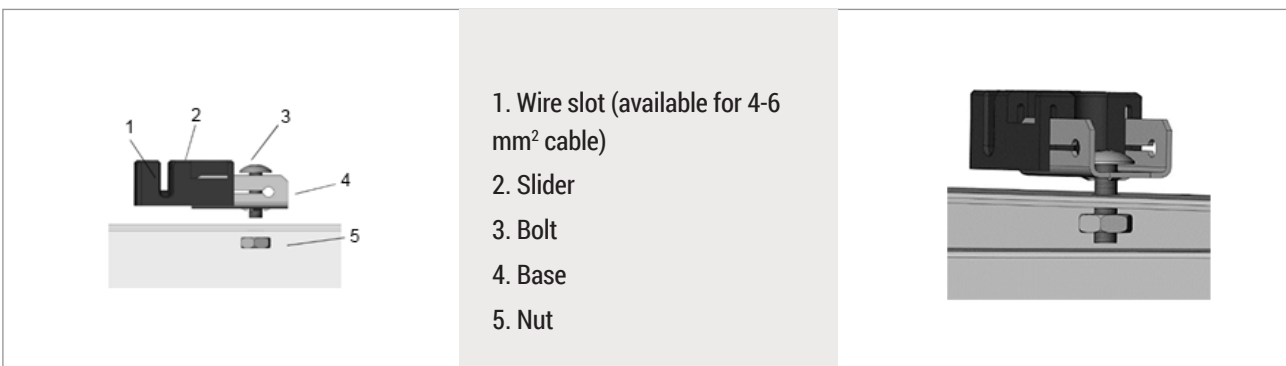 1
2
3
4
5
1. Wire slot (available for 4-6
mm² cable)
2. Slider
3. Bolt
4. Base
5. Nut